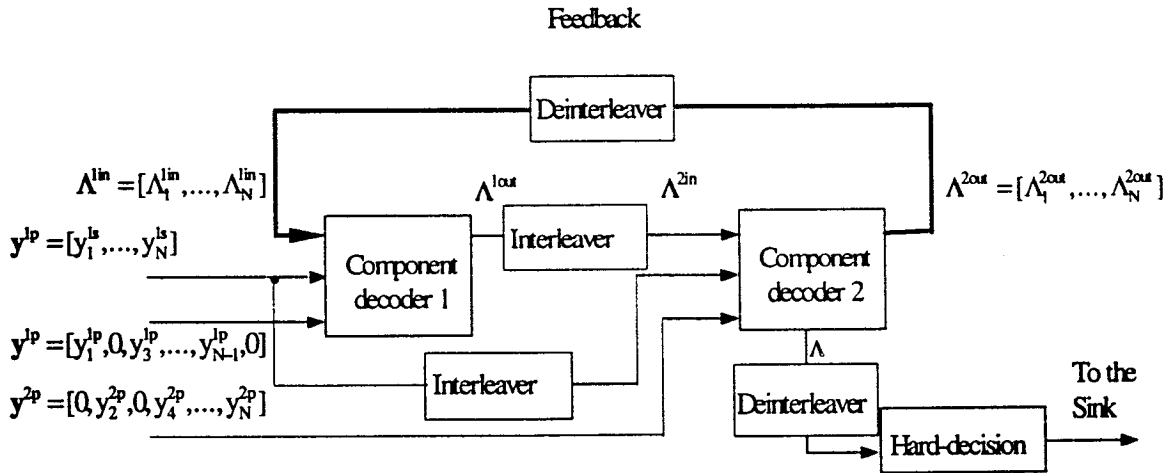 Feedback
Deinterleaver
Λ^1in = [Λ_1^1in,...,Λ_N^1in]
Λ^1out
Λ^2in
Λ^2out = [Λ_1^2out,...,Λ_N^2out]
y^1p = [y_1^1s,...,y_N^1s]
Interleaver
Component
decoder 1
Component
decoder 2
y^1p = [y_1^1p,0,y_3^1p,...,y_N-1^1p,0]
y^2p = [0,y_2^2p,0,y_4^2p,...,y_N^2p]
Interleaver
Λ
Deinterleaver
To the
Sink
Hard-decision